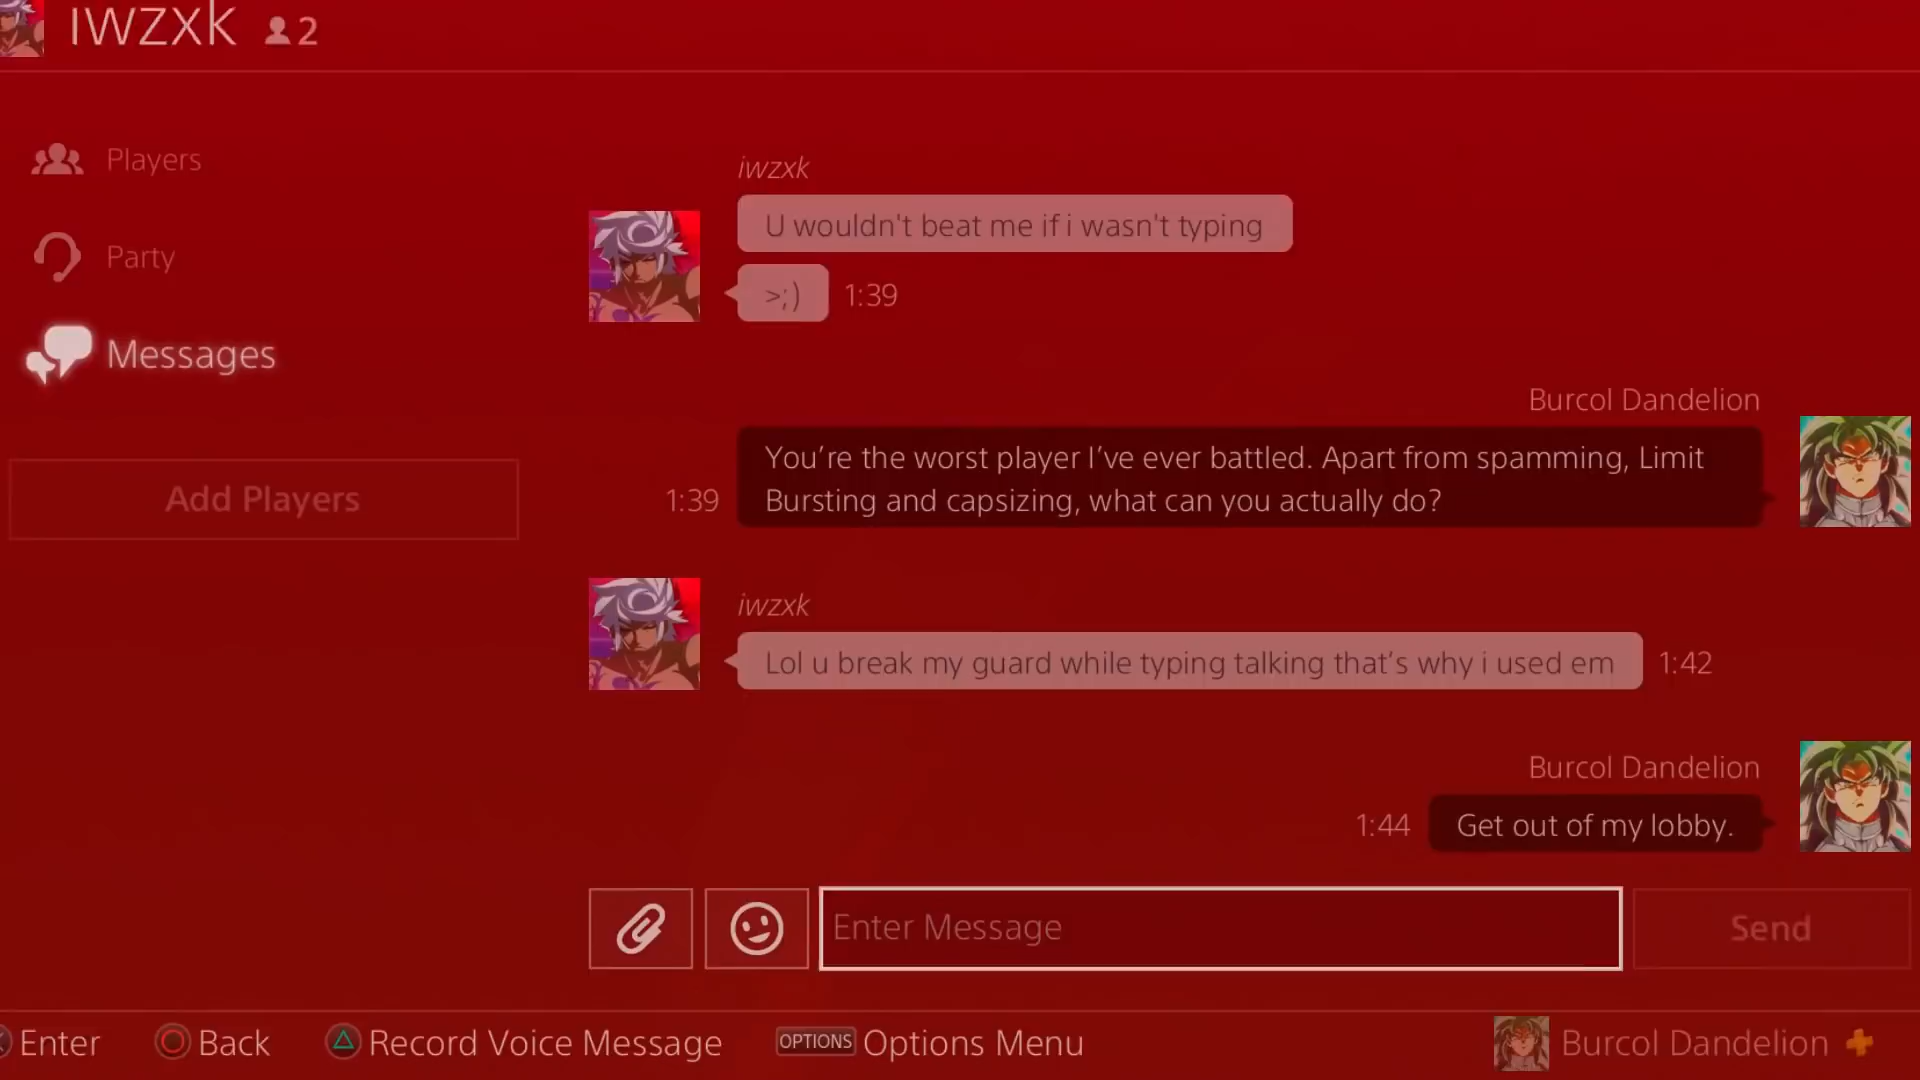 iwzxk 2
Players
Party
Messages
Add Players
iwzxk
U wouldn't beat me if i wasn't typing
>;) 1:39
Burcol Dandelion
You’re the worst player I’ve ever battled. Apart from spamming, Limit
1:39 Bursting and capsizing, what can you actually do?
iwzxk
Lol u break my guard while typing talking that’s why i used em 1:42
Burcol Dandelion
1:44 Get out of my lobby.
Enter Message
Send
Enter Back Record Voice Message OPTIONS Options Menu Burcol Dandelion